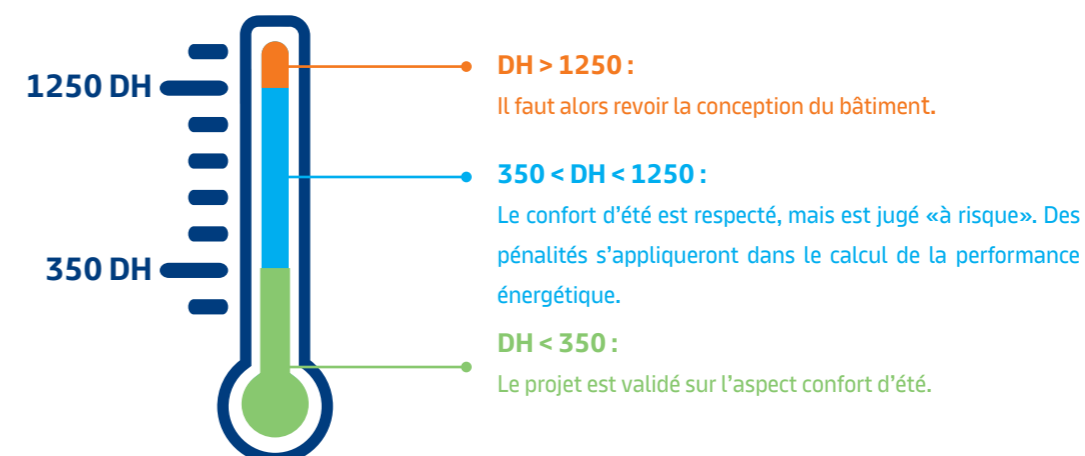 1250 DH
350 DH
DH > 1250 :
Il faut alors revoir la conception du bâtiment.
350 < DH < 1250 :
Le confort d’été est respecté, mais est jugé «à risque». Des
pénalités s’appliqueront dans le calcul de la performance
énergétique.
DH < 350 :
Le projet est validé sur l’aspect confort d’été.